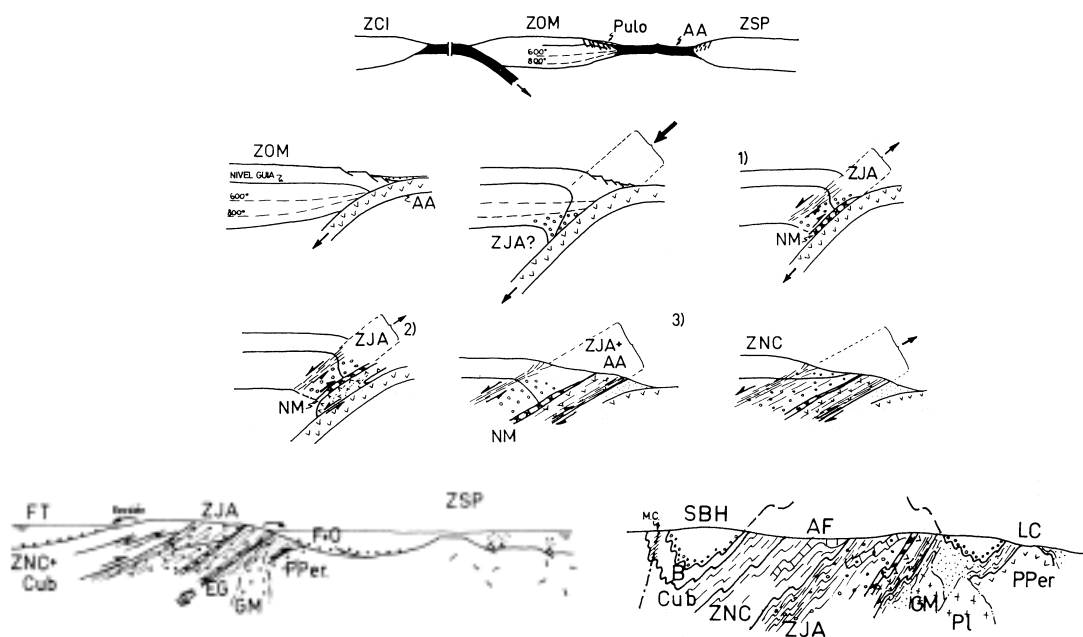 ZCI ZOM Pulo AA ZSP
600°
800°
ZOM
NIVEL GUIA
600°
800°
AA
ZJA?
1)
ZJA
NM
2)
ZJA
NM
3)
ZJA+
AA
NM
ZNC
FT ZJA ZSP
F+O
ZNC+
Cub
PPer.
EG
GM
M.C. SBH AF LC
B
Cub
ZNC
ZJA
GM
Pl
PPer